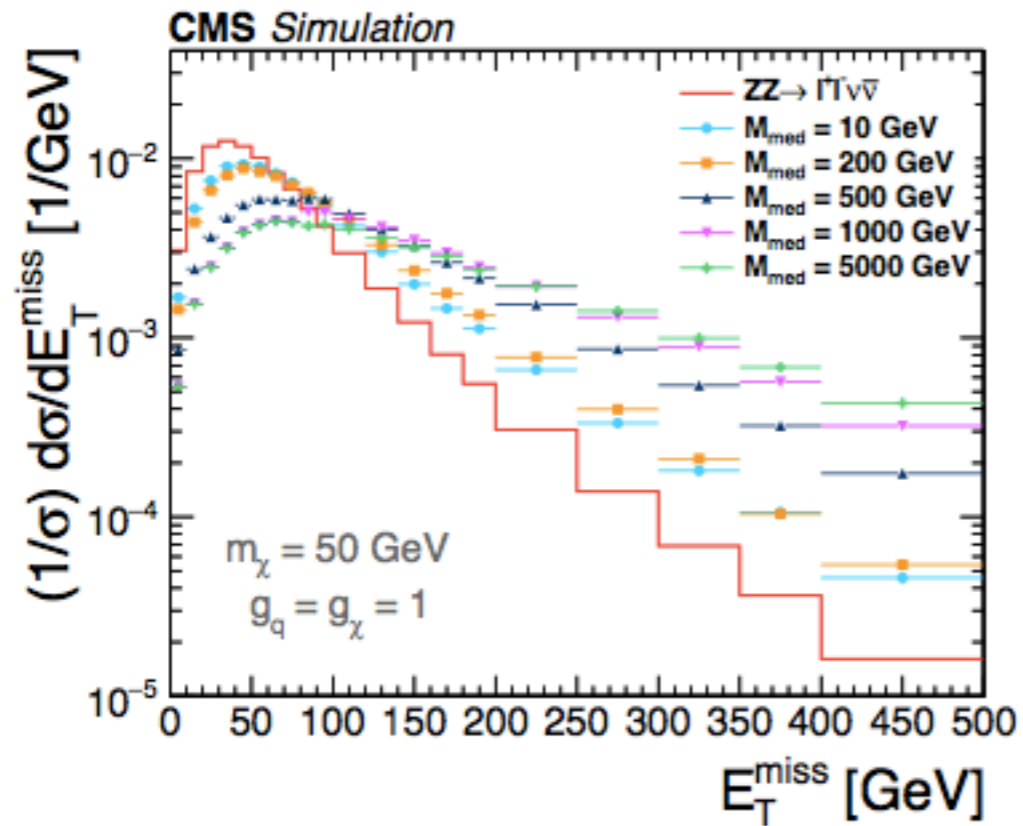 CMS Simulation
(1/σ) dσ/dE_T^miss [1/GeV]
10⁻²
10⁻³
10⁻⁴
10⁻⁵
ZZ→ l⁺l⁻νν̅
M_med = 10 GeV
M_med = 200 GeV
M_med = 500 GeV
M_med = 1000 GeV
M_med = 5000 GeV
m_χ = 50 GeV
g_q = g_χ = 1
0 50 100 150 200 250 300 350 400 450 500
E_T^miss [GeV]